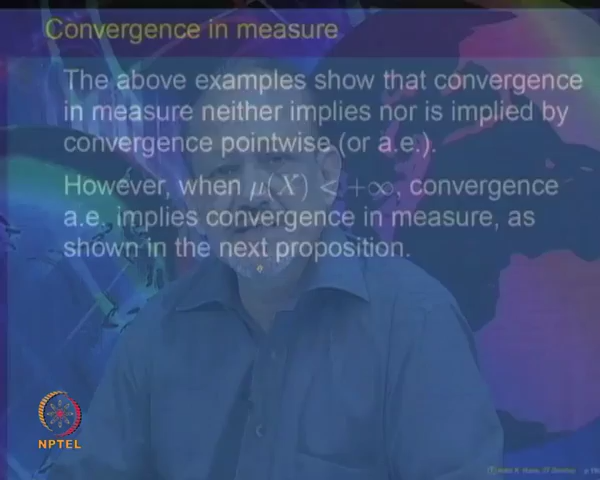 Convergence in measure
The above examples show that convergence
in measure neither implies nor is implied by
convergence pointwise (or a.e.).
However, when μ(X) < +∞, convergence
a.e. implies convergence in measure, as
shown in the next proposition.
NPTEL